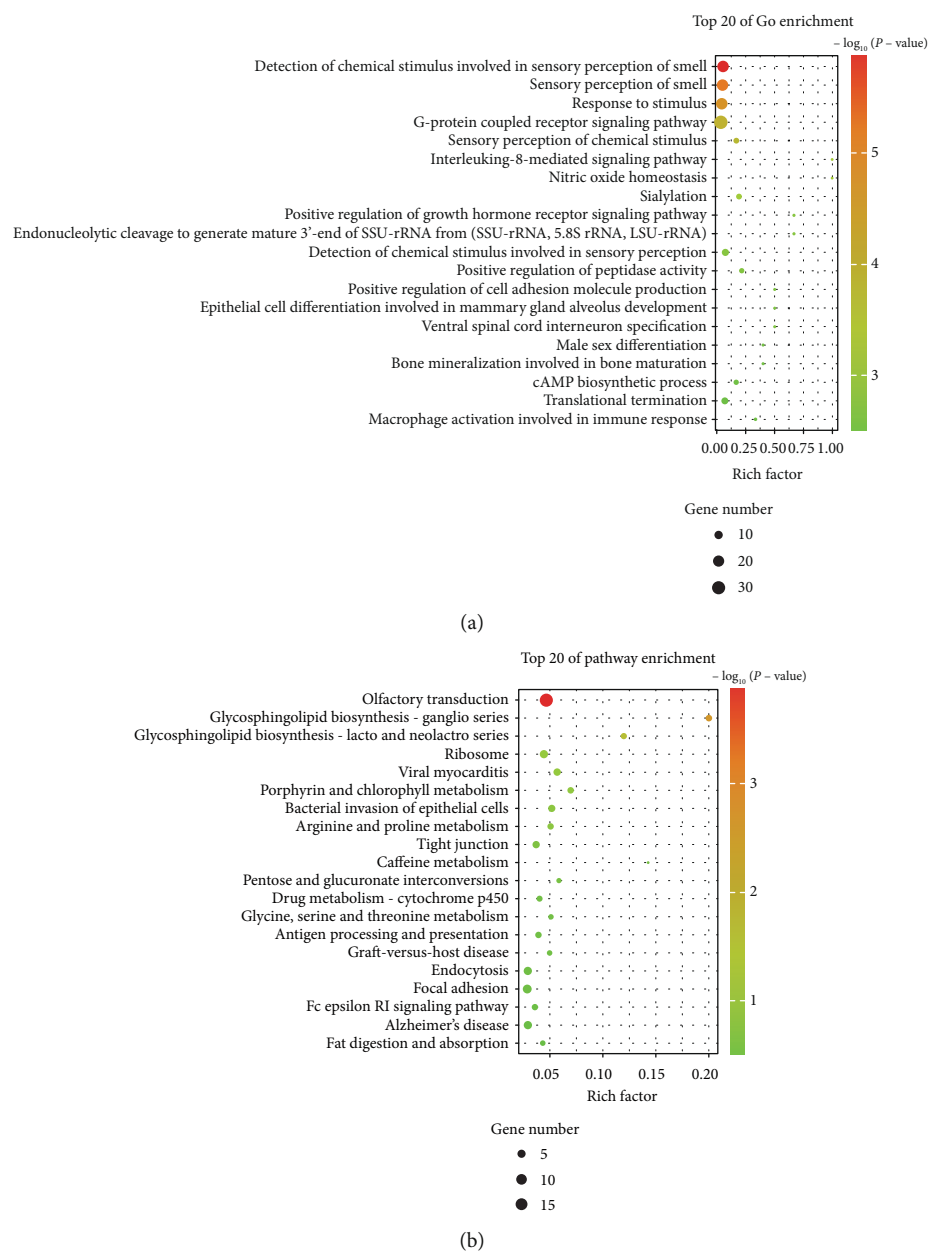 Top 20 of Go enrichment
– log₁₀ (P – value)
Detection of chemical stimulus involved in sensory perception of smell
Sensory perception of smell
Response to stimulus
G-protein coupled receptor signaling pathway
Sensory perception of chemical stimulus
Interleuking-8-mediated signaling pathway
Nitric oxide homeostasis
Sialylation
Positive regulation of growth hormone receptor signaling pathway
Endonucleolytic cleavage to generate mature 3'-end of SSU-rRNA from (SSU-rRNA, 5.8S rRNA, LSU-rRNA)
Detection of chemical stimulus involved in sensory perception
Positive regulation of peptidase activity
Positive regulation of cell adhesion molecule production
Epithelial cell differentiation involved in mammary gland alveolus development
Ventral spinal cord interneuron specification
Male sex differentiation
Bone mineralization involved in bone maturation
cAMP biosynthetic process
Translational termination
Macrophage activation involved in immune response
5
4
3
0.00 0.25 0.50 0.75 1.00
Rich factor
Gene number
10
20
30
(a)
Top 20 of pathway enrichment
– log₁₀ (P – value)
Olfactory transduction
Glycosphingolipid biosynthesis - ganglio series
Glycosphingolipid biosynthesis - lacto and neolactro series
Ribosome
Viral myocarditis
Porphyrin and chlorophyll metabolism
Bacterial invasion of epithelial cells
Arginine and proline metabolism
Tight junction
Caffeine metabolism
Pentose and glucuronate interconversions
Drug metabolism - cytochrome p450
Glycine, serine and threonine metabolism
Antigen processing and presentation
Graft-versus-host disease
Endocytosis
Focal adhesion
Fc epsilon RI signaling pathway
Alzheimer's disease
Fat digestion and absorption
3
2
1
0.05 0.10 0.15 0.20
Rich factor
Gene number
5
10
15
(b)